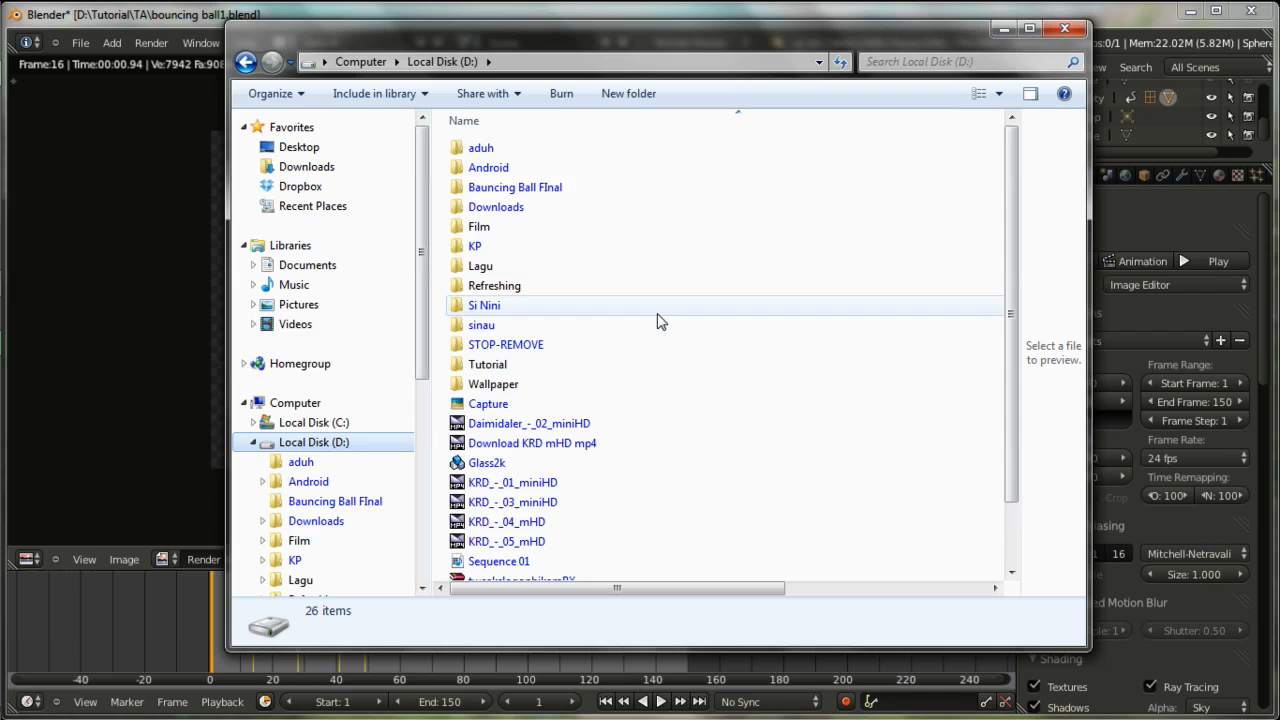 Blender* [D:\Tutorial\TA\bouncing ball1.blend]
File Add Render Window
Frame:16 | Time:00:00.94 | Ve:7942 Fa:908
:0/1 | Mem:22.02M (5.82M) | Sphere
Search All Scenes
Computer Local Disk (D:)
Search Local Disk (D:)
Organize Include in library Share with Burn New folder
Favorites
Desktop
Downloads
Dropbox
Recent Places
Libraries
Documents
Music
Pictures
Videos
Homegroup
Computer
Local Disk (C:)
Local Disk (D:)
aduh
Android
Bauncing Ball FInal
Downloads
Film
KP
Lagu
Name
aduh
Android
Bauncing Ball FInal
Downloads
Film
KP
Lagu
Refreshing
Si Nini
sinau
STOP-REMOVE
Tutorial
Wallpaper
Capture
Daimidaler_-_02_miniHD
Download KRD mHD mp4
Glass2k
KRD_-_01_miniHD
KRD_-_03_miniHD
KRD_-_04_mHD
KRD_-_05_mHD
Sequence 01
Select a file
to preview.
26 items
Animation Play
Image Editor
Frame Range:
Start Frame: 1
End Frame: 150
Frame Step: 1
Frame Rate:
24 fps
Time Remapping:
O: 100 N: 100
16 Mitchell-Netravali
Size: 1.000
ed Motion Blur
Shutter: 0.50
Shading
Textures Ray Tracing
Shadows Alpha: Sky
View Image Render
-40 -20 0 20 40 60 80 100 120 140 160 180 200 220 240
View Marker Frame Playback Start: 1 End: 150 1 No Sync